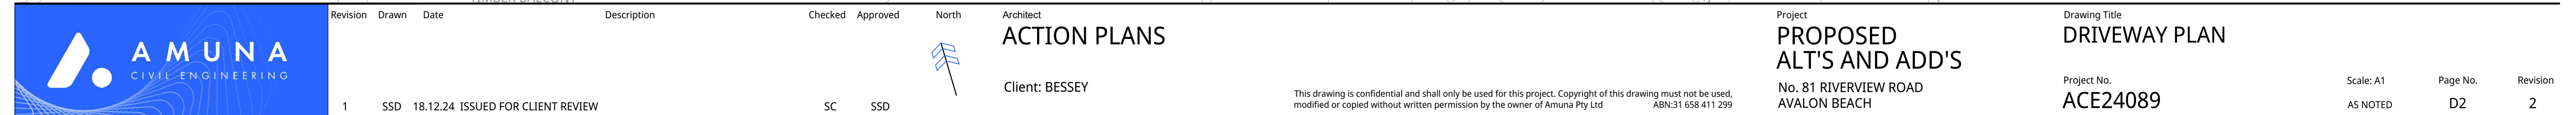 AMUNA
CIVIL ENGINEERING
Revision Drawn Date Description Checked Approved
1 SSD 18.12.24 ISSUED FOR CLIENT REVIEW SC SSD
North
Architect
ACTION PLANS
Client: BESSEY
This drawing is confidential and shall only be used for this project. Copyright of this drawing must not be used,
modified or copied without written permission by the owner of Amuna Pty Ltd ABN:31 658 411 299
Project
PROPOSED
ALT'S AND ADD'S
No. 81 RIVERVIEW ROAD
AVALON BEACH
Drawing Title
DRIVEWAY PLAN
Project No.
ACE24089
Scale: A1
AS NOTED
Page No.
D2
Revision
2